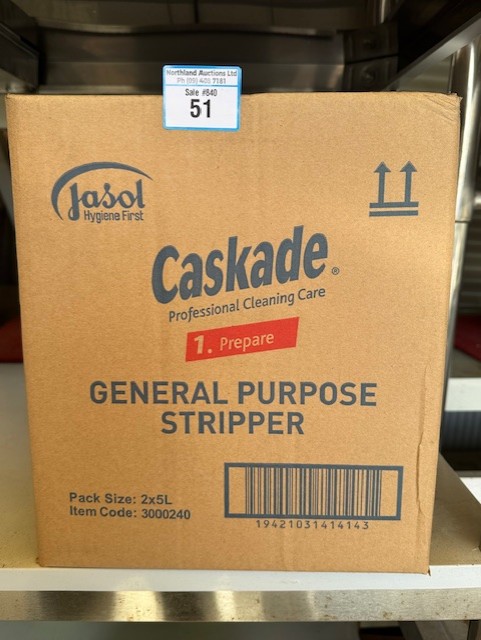 Northland Auctions Ltd
Sale #640
51
Jasol
Hygiene First
Caskade®
Professional Cleaning Care
1. Prepare
GENERAL PURPOSE
STRIPPER
Pack Size: 2x5L
Item Code: 3000240
19421031414143